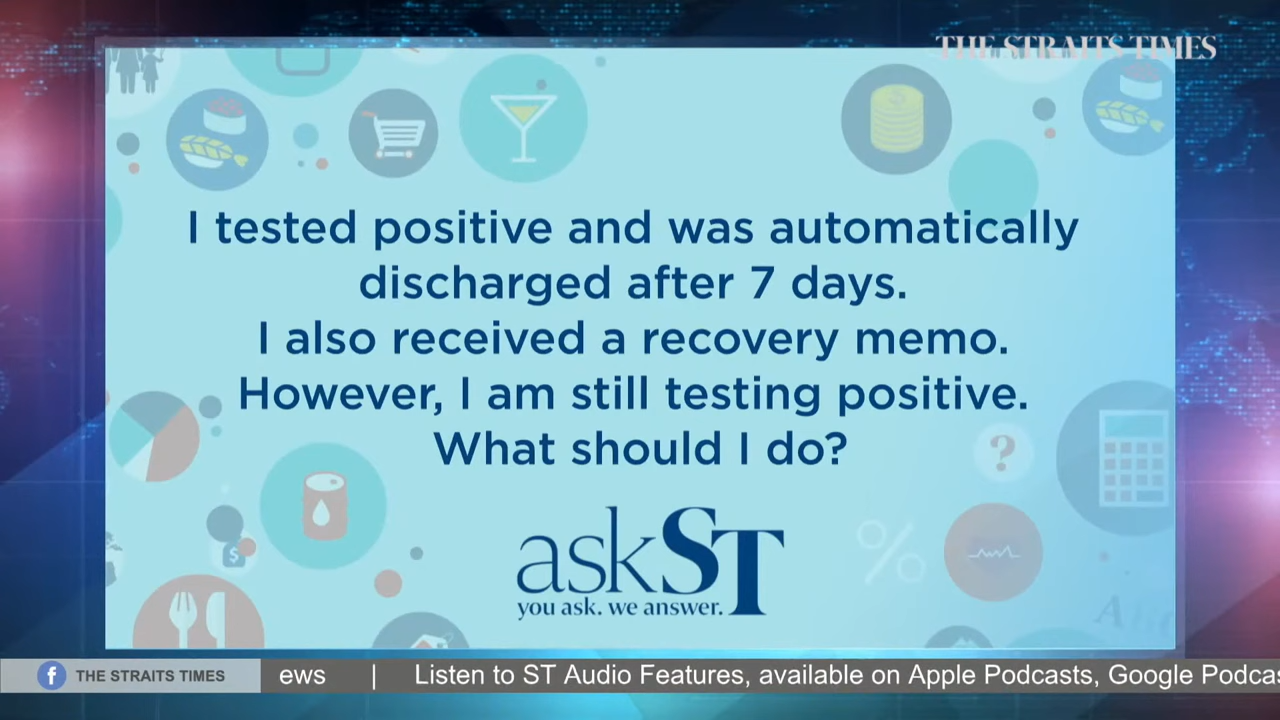 THE STRAITS TIMES
I tested positive and was automatically
discharged after 7 days.
I also received a recovery memo.
However, I am still testing positive.
What should I do?
?
%
$
askST
you ask. we answer.
f THE STRAITS TIMES ews | Listen to ST Audio Features, available on Apple Podcasts, Google